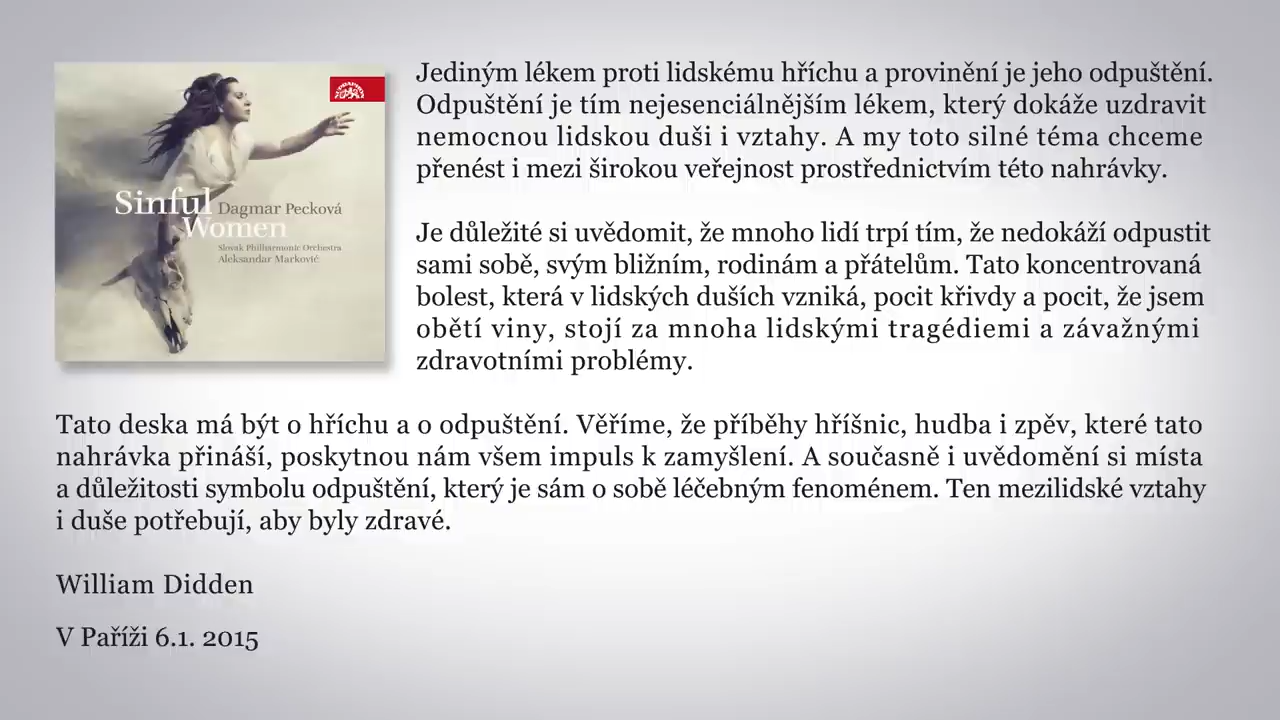 SUPRAPHON
Sinful Dagmar Pecková
Women
Slovak Philharmonic Orchestra
Aleksandar Marković
Jediným lékem proti lidskému hříchu a provinění je jeho odpuštění.
Odpuštění je tím nejesenciálnějším lékem, který dokáže uzdravit
nemocnou lidskou duši i vztahy. A my toto silné téma chceme
přenést i mezi širokou veřejnost prostřednictvím této nahrávky.
Je důležité si uvědomit, že mnoho lidí trpí tím, že nedokáží odpustit
sami sobě, svým bližním, rodinám a přátelům. Tato koncentrovaná
bolest, která v lidských duších vzniká, pocit křivdy a pocit, že jsem
obětí viny, stojí za mnoha lidskými tragédiemi a závažnými
zdravotními problémy.
Tato deska má být o hříchu a o odpuštění. Věříme, že příběhy hříšnic, hudba i zpěv, které tato
nahrávka přináší, poskytnou nám všem impuls k zamyšlení. A současně i uvědomění si místa
a důležitosti symbolu odpuštění, který je sám o sobě léčebným fenoménem. Ten mezilidské vztahy
i duše potřebují, aby byly zdravé.
William Didden
V Paříži 6.1. 2015